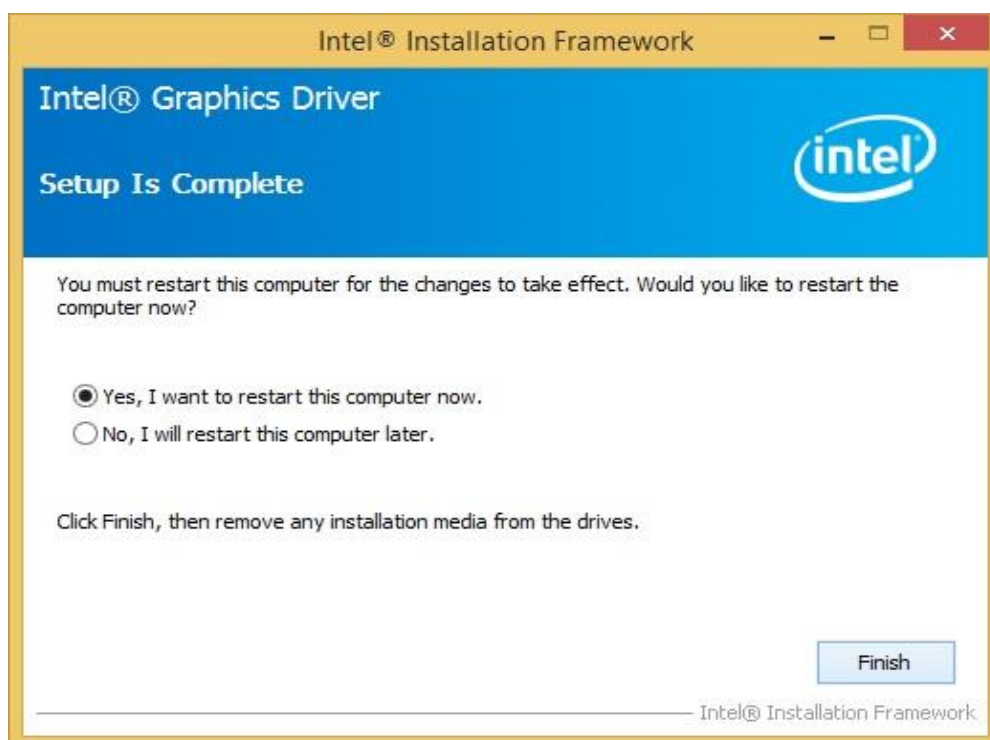 Intel® Installation Framework
Intel® Graphics Driver
intel
Setup Is Complete
You must restart this computer for the changes to take effect. Would you like to restart the
computer now?
Yes, I want to restart this computer now.
No, I will restart this computer later.
Click Finish, then remove any installation media from the drives.
Finish
Intel® Installation Framework